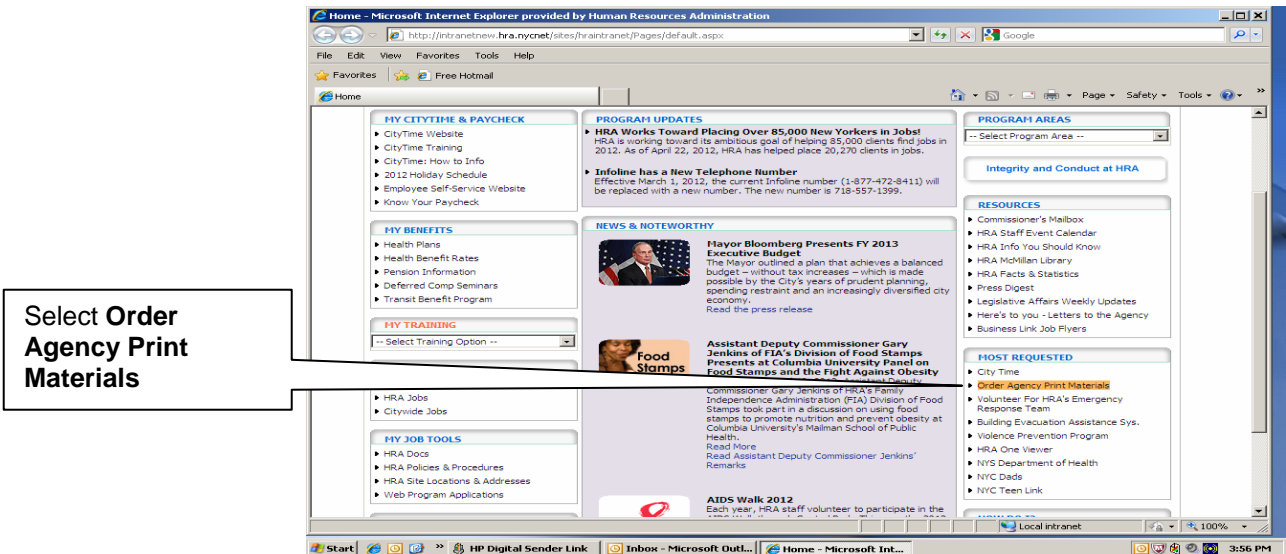 Home - Microsoft Internet Explorer provided by Human Resources Administration
http://intranetnew.hra.nycnet/sites/hraintranet/Pages/default.aspx
Google
File Edit View Favorites Tools Help
Favorites Free Hotmail
Home
Page Safety Tools
MY CITYTIME & PAYCHECK
CityTime Website
CityTime Training
CityTime: How to Info
2012 Holiday Schedule
Employee Self-Service Website
Know Your Paycheck
MY BENEFITS
Health Plans
Health Benefit Rates
Pension Information
Deferred Comp Seminars
Transit Benefit Program
MY TRAINING
-- Select Training Option --
HRA Jobs
Citywide Jobs
MY JOB TOOLS
HRA Docs
HRA Policies & Procedures
HRA Site Locations & Addresses
Web Program Applications
PROGRAM UPDATES
HRA Works Toward Placing Over 85,000 New Yorkers in Jobs!
HRA is working toward its ambitious goal of helping 85,000 clients find jobs in
2012. As of April 22, 2012, HRA has helped place 20,270 clients in jobs.
Infoline has a New Telephone Number
Effective March 1, 2012, the current Infoline number (1-877-472-8411) will
be replaced with a new number. The new number is 718-557-1399.
NEWS & NOTEWORTHY
Mayor Bloomberg Presents FY 2013
Executive Budget
The Mayor outlined a plan that achieves a balanced
budget – without tax increases – which is made
possible by the City's years of prudent planning,
spending restraint and an increasingly diversified city
economy.
Read the press release
Food
Stamps
Assistant Deputy Commissioner Gary
Jenkins of FIA's Division of Food Stamps
Presents at Columbia University Panel on
Food Stamps and the Fight Against Obesity
Assistant Deputy
Commissioner Gary Jenkins of HRA's Family
Independence Administration (FIA) Division of Food
Stamps took part in a discussion on using food
stamps to promote nutrition and prevent obesity at
Columbia University's Mailman School of Public
Health.
Read More
Read Assistant Deputy Commissioner Jenkins'
Remarks
AIDS Walk 2012
Each year, HRA staff volunteer to participate in the
PROGRAM AREAS
-- Select Program Area --
Integrity and Conduct at HRA
RESOURCES
Commissioner's Mailbox
HRA Staff Event Calendar
HRA Info You Should Know
HRA McMillan Library
HRA Facts & Statistics
Press Digest
Legislative Affairs Weekly Updates
Here's to you - Letters to the Agency
Business Link Job Flyers
MOST REQUESTED
City Time
Order Agency Print Materials
Volunteer For HRA's Emergency
Response Team
Building Evacuation Assistance Sys.
Violence Prevention Program
HRA One Viewer
NYS Department of Health
NYC Dads
NYC Teen Link
Local intranet 100%
Start HP Digital Sender Link Inbox - Microsoft Outl... Home - Microsoft Int... 3:56 PM
Select Order
Agency Print
Materials